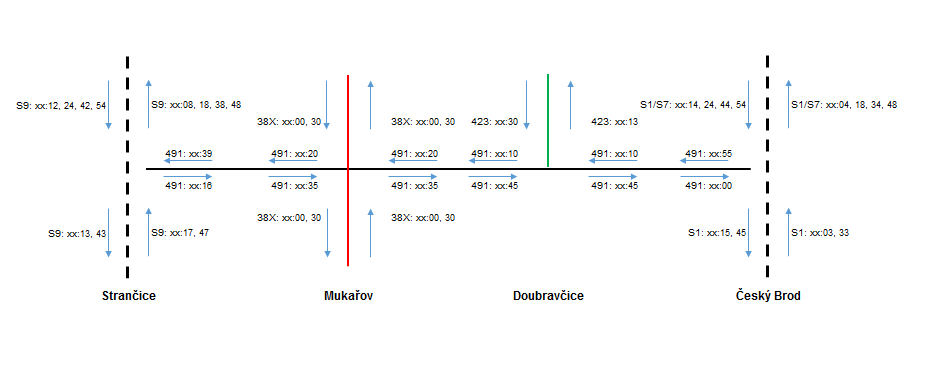 S9: xx:12, 24, 42, 54
S9: xx:08, 18, 38, 48
38X: xx:00, 30
38X: xx:00, 30
423: xx:30
423: xx:13
S1/S7: xx:14, 24, 44, 54
S1/S7: xx:04, 18, 34, 48
491: xx:39
491: xx:20
491: xx:20
491: xx:10
491: xx:10
491: xx:55
491: xx:16
491: xx:35
491: xx:35
491: xx:45
491: xx:45
491: xx:00
S9: xx:13, 43
S9: xx:17, 47
38X: xx:00, 30
38X: xx:00, 30
S1: xx:15, 45
S1: xx:03, 33
Strančice
Mukařov
Doubravčice
Český Brod